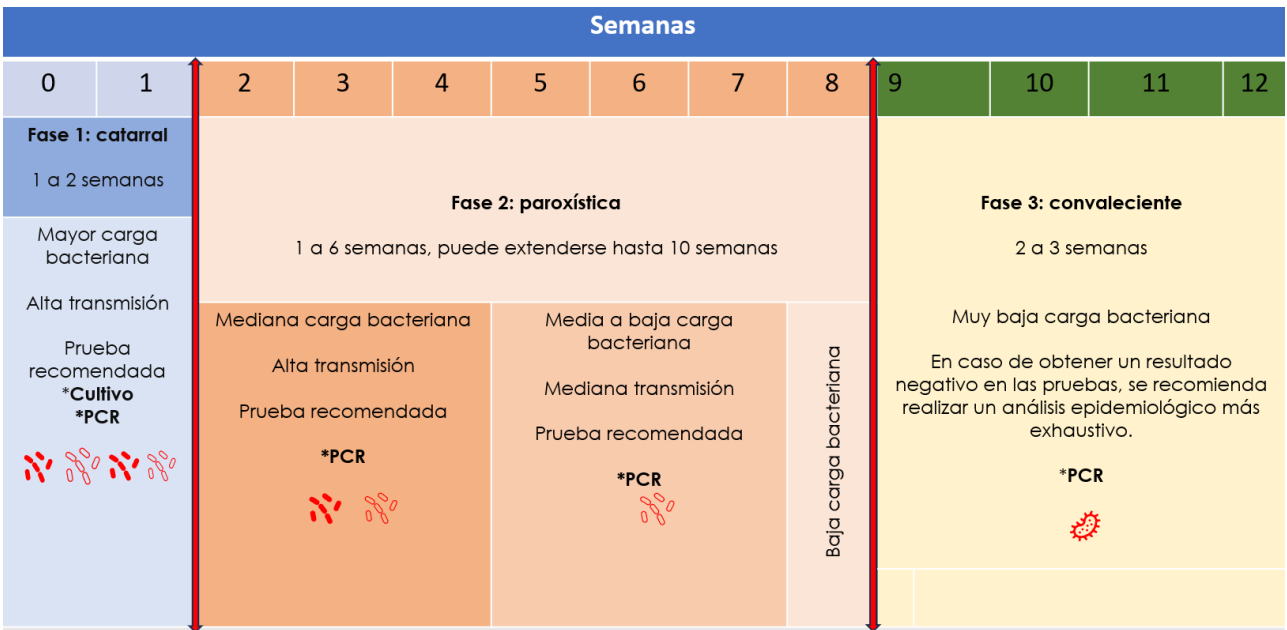 Semanas
0 1 2 3 4 5 6 7 8 9 10 11 12
Fase 1: catarral
1 a 2 semanas
Mayor carga
bacteriana
Alta transmisión
Prueba
recomendada
*Cultivo
*PCR
Fase 2: paroxística
1 a 6 semanas, puede extenderse hasta 10 semanas
Mediana carga bacteriana
Alta transmisión
Prueba recomendada
*PCR
Media a baja carga
bacteriana
Mediana transmisión
Prueba recomendada
*PCR
Baja carga bacteriana
Fase 3: convaleciente
2 a 3 semanas
Muy baja carga bacteriana
En caso de obtener un resultado
negativo en las pruebas, se recomienda
realizar un análisis epidemiológico más
exhaustivo.
*PCR